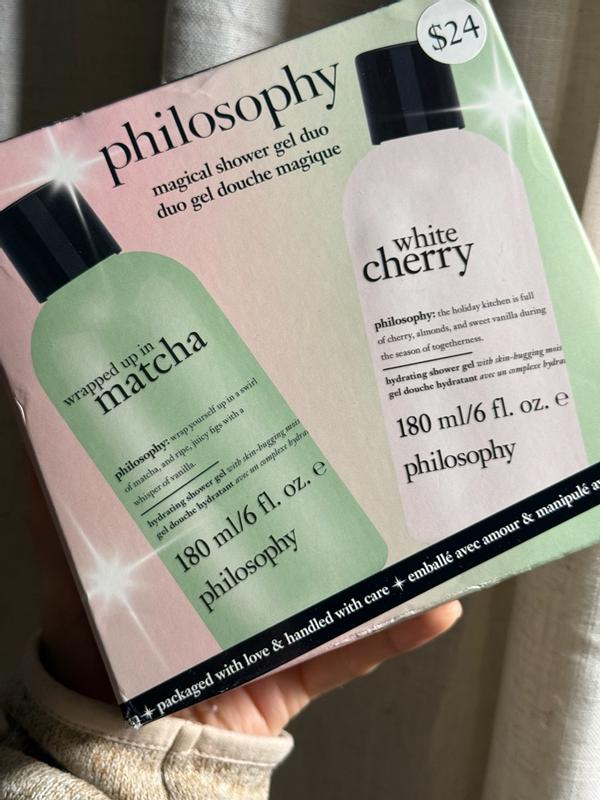 $24
philosophy
magical shower gel duo
duo gel douche magique
wrapped up in
matcha
philosophy: wrap yourself up in a swirl
of matcha, and ripe, juicy figs with a
whisper of vanilla.
hydrating shower gel with skin-hugging
gel douche hydratant avec un complexe
180 ml/6 fl. oz. e
philosophy
white
cherry
philosophy: the holiday kitchen is full
of cherry, almonds, and sweet vanilla during
the season of togetherness.
hydrating shower gel with skin-hugging
gel douche hydratant avec un complexe
180 ml/6 fl. oz. e
philosophy
packaged with love & handled with care emballé avec amour & manipulé